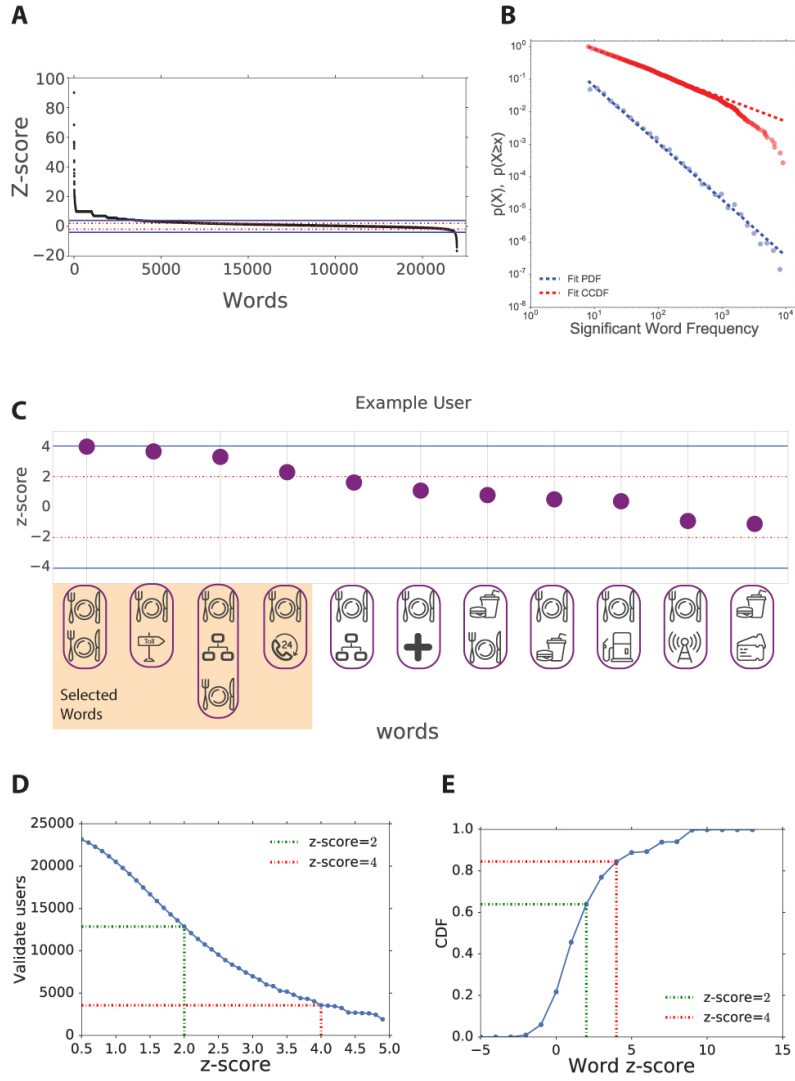 A
100
80
60
40
20
0
−20
Z-score
0 5000 15000 10000 20000
Words
B
10^0
10^-1
10^-2
10^-3
10^-4
10^-5
10^-6
10^-7
10^-8
p(X), p(X≥x)
Fit PDF
Fit CCDF
10^0 10^1 10^2 10^3 10^4
Significant Word Frequency
C
Example User
4
2
0
−2
−4
z-score
Toll
24
Selected
Words
words
D
25000
20000
15000
10000
5000
0
Validate users
z-score=2
z-score=4
0.5 1.0 1.5 2.0 2.5 3.0 3.5 4.0 4.5 5.0
z-score
E
1.0
0.8
0.6
0.4
0.2
0.0
CDF
z-score=2
z-score=4
−5 0 5 10 15
Word z-score